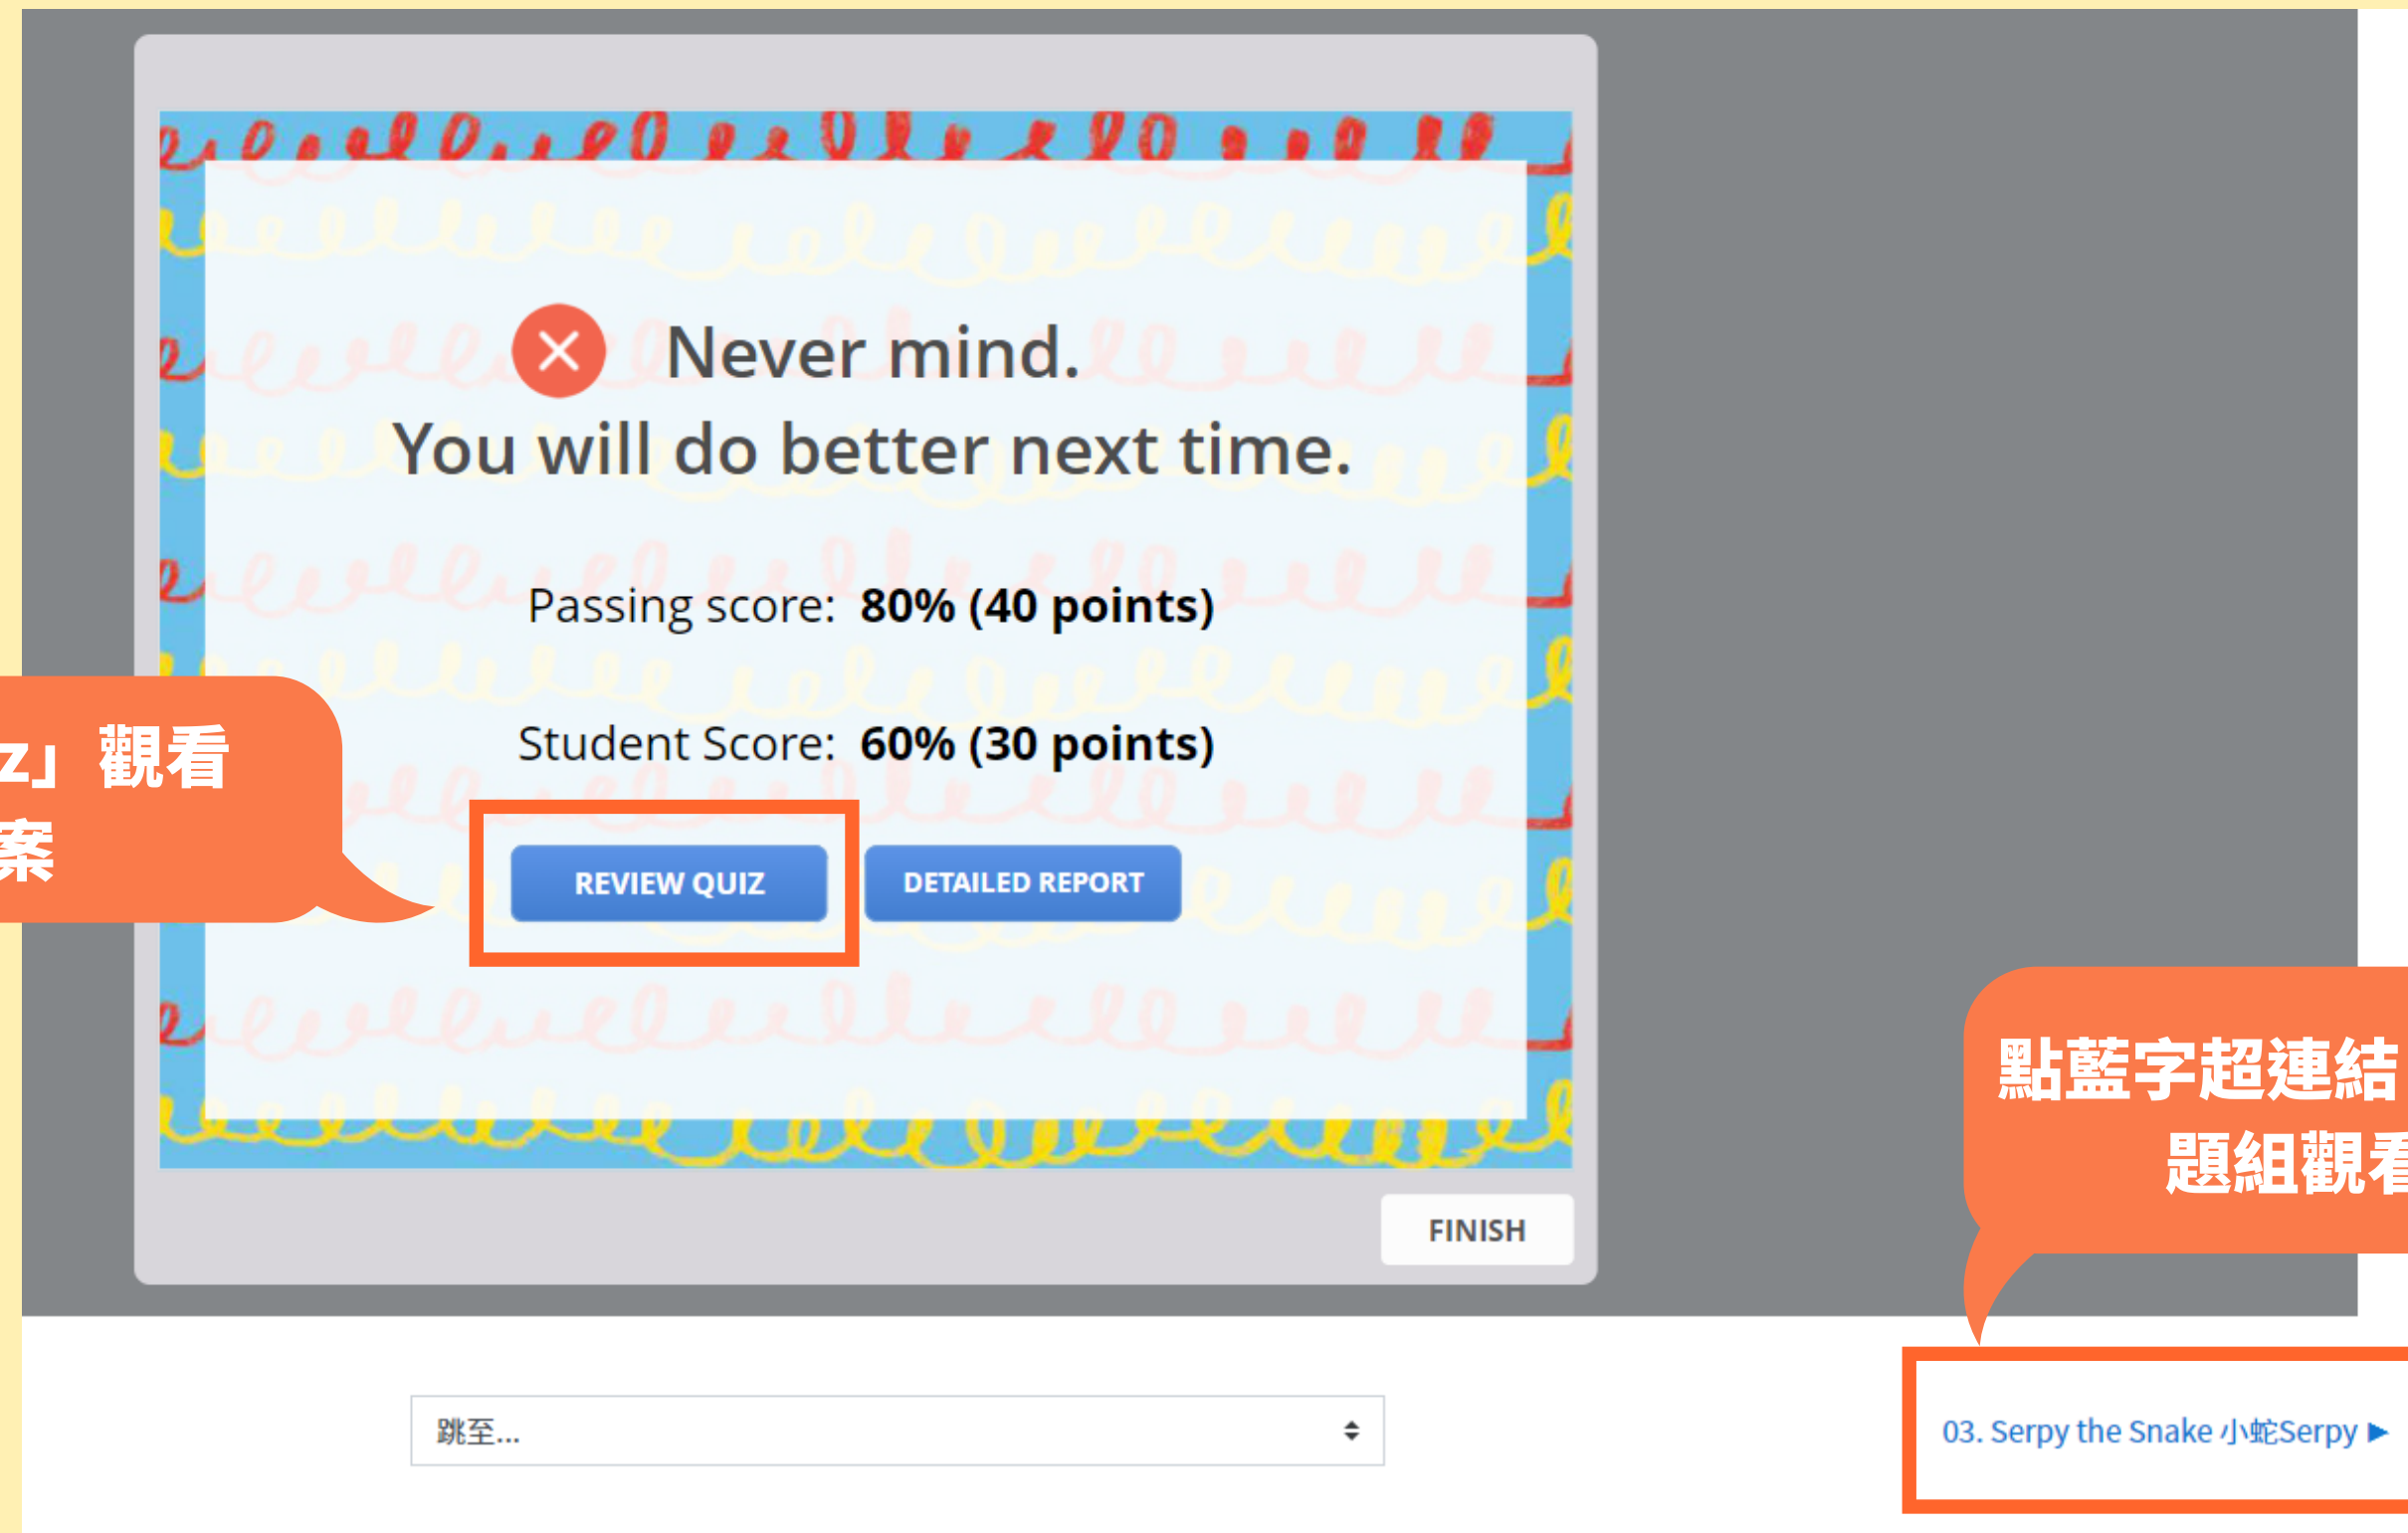 Never mind.
You will do better next time.
Passing score: 80% (40 points)
Student Score: 60% (30 points)
z」觀看
案
REVIEW QUIZ
DETAILED REPORT
點藍字超連結
題組觀看
FINISH
跳至...
03. Serpy the Snake 小蛇Serpy ►